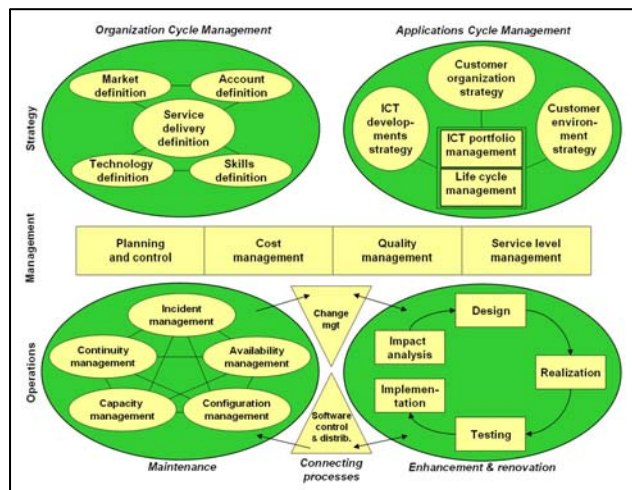 Organization Cycle Management
Applications Cycle Management
Strategy
Market
definition
Account
definition
Service
delivery
definition
Technology
definition
Skills
definition
Customer
organization
strategy
ICT
develop-
ments
strategy
Customer
environ-
ment
strategy
ICT portfolio
management
Life cycle
management
Management
Planning
and control
Cost
management
Quality
management
Service level
management
Operations
Incident
management
Continuity
management
Availability
management
Capacity
management
Configuration
management
Maintenance
Change
mgt
Software
control
& distrib.
Connecting
processes
Design
Impact
analysis
Realization
Implemen-
tation
Testing
Enhancement & renovation